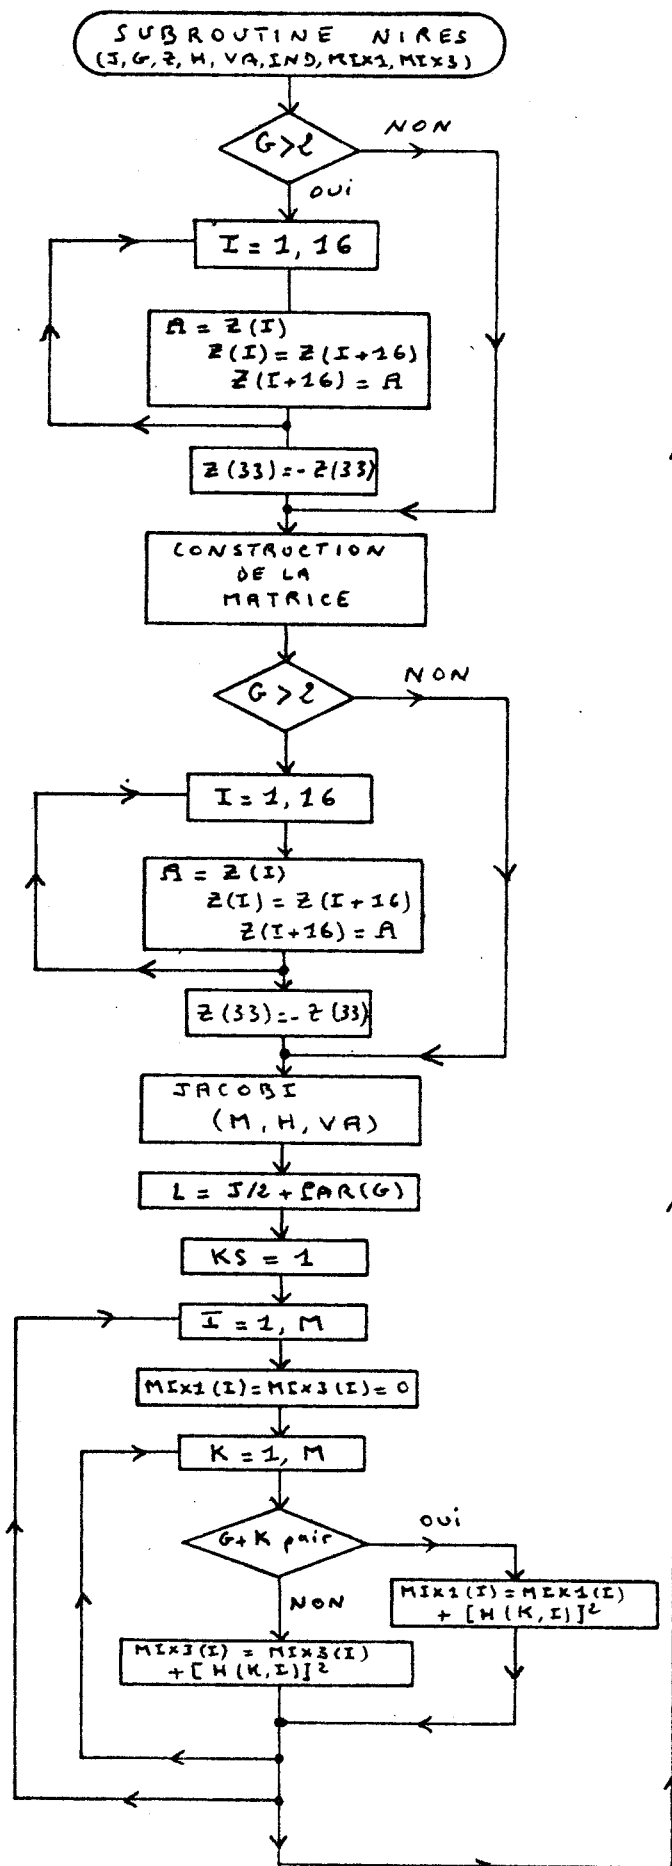 SUBROUTINE NIRES
(J, G, Z, H, VA, IND, MIX1, MIX3)
G > 2
NON
OUI
I = 1, 16
A = Z(I)
Z(I) = Z(I+16)
Z(I+16) = A
Z(33) = - Z(33)
CONSTRUCTION
DE LA
MATRICE
G > 2
NON
I = 1, 16
A = Z(I)
Z(I) = Z(I+16)
Z(I+16) = A
Z(33) = - Z(33)
JACOBI
(M, H, VA)
L = J/2 + PAR(G)
KS = 1
I = 1, M
MIX1(I) = MIX3(I) = 0
K = 1, M
G+K pair
OUI
NON
MIX1(I) = MIX1(I)
+ [H(K,I)]²
MIX3(I) = MIX3(I)
+ [H(K,I)]²